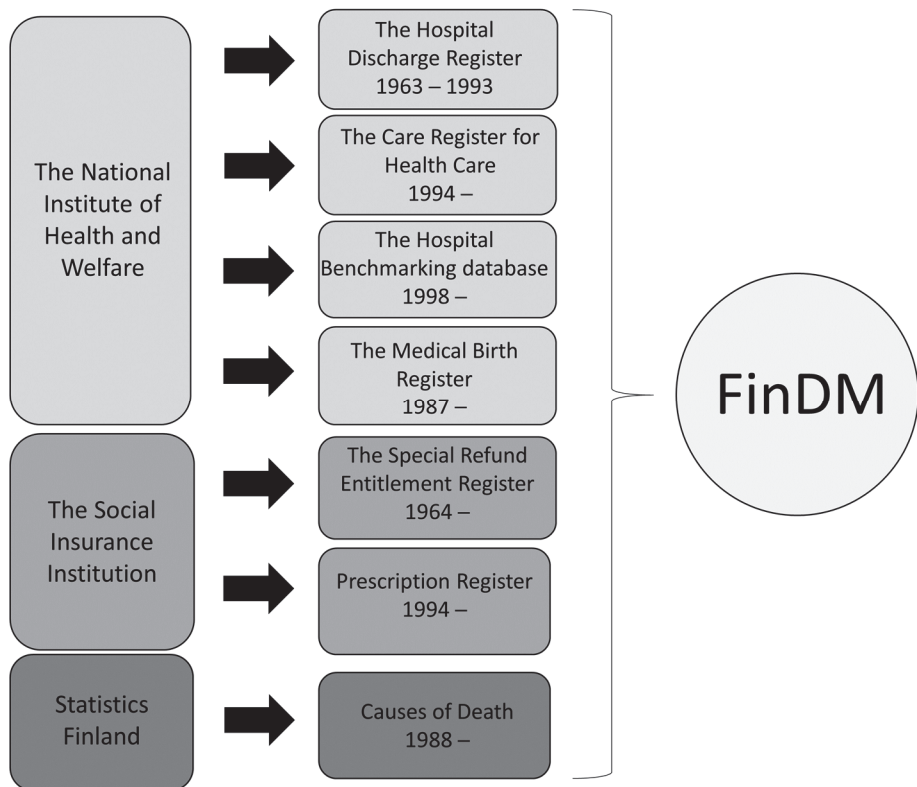 The National
Institute of
Health and
Welfare
The Hospital
Discharge Register
1963 – 1993
The Care Register for
Health Care
1994 –
The Hospital
Benchmarking database
1998 –
The Medical Birth
Register
1987 –
The Social
Insurance
Institution
The Special Refund
Entitlement Register
1964 –
Prescription Register
1994 –
Statistics
Finland
Causes of Death
1988 –
FinDM